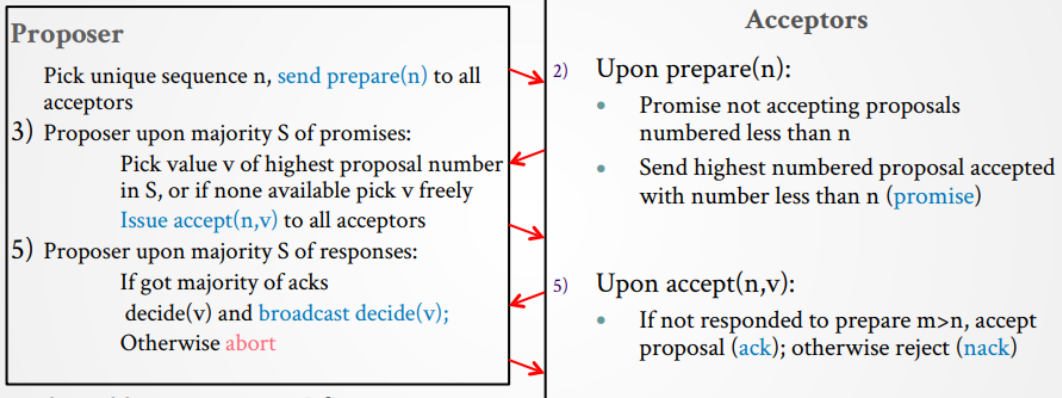 Proposer
Pick unique sequence n, send prepare(n) to all
acceptors
3) Proposer upon majority S of promises:
Pick value v of highest proposal number
in S, or if none available pick v freely
Issue accept(n,v) to all acceptors
5) Proposer upon majority S of responses:
If got majority of acks
decide(v) and broadcast decide(v);
Otherwise abort
Acceptors
2) Upon prepare(n):
• Promise not accepting proposals
numbered less than n
• Send highest numbered proposal accepted
with number less than n (promise)
5) Upon accept(n,v):
• If not responded to prepare m>n, accept
proposal (ack); otherwise reject (nack)